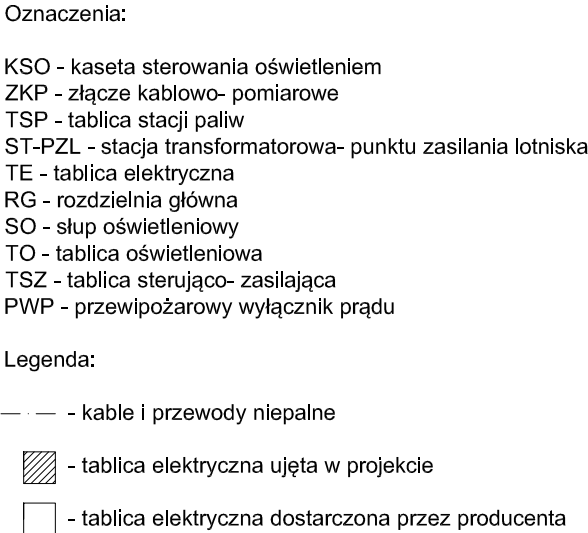 Oznaczenia:
KSO - kaseta sterowania oświetleniem
ZKP - złącze kablowo- pomiarowe
TSP - tablica stacji paliw
ST-PZL - stacja transformatorowa- punktu zasilania lotniska
TE - tablica elektryczna
RG - rozdzielnia główna
SO - słup oświetleniowy
TO - tablica oświetleniowa
TSZ - tablica sterująco- zasilająca
PWP - przewipożarowy wyłącznik prądu
Legenda:
- kable i przewody niepalne
- tablica elektryczna ujęta w projekcie
- tablica elektryczna dostarczona przez producenta